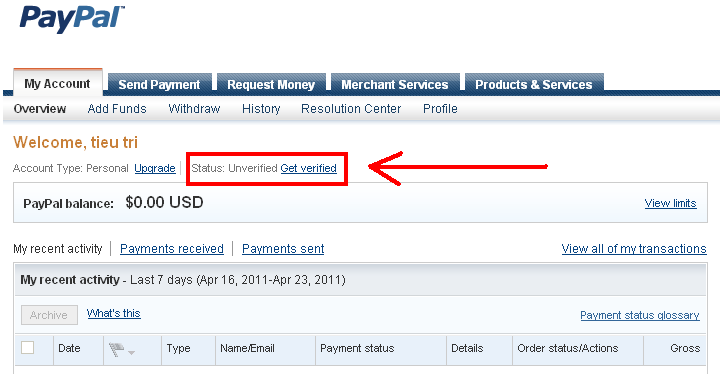 PayPal
My Account Send Payment Request Money Merchant Services Products & Services
Overview Add Funds Withdraw History Resolution Center Profile
Welcome, tieu tri
Account Type: Personal Upgrade Status: Unverified Get verified
PayPal balance: $0.00 USD View limits
My recent activity Payments received Payments sent View all of my transactions
My recent activity - Last 7 days (Apr 16, 2011-Apr 23, 2011)
Archive What's this Payment status glossary
Date Type Name/Email Payment status Details Order status/Actions Gross